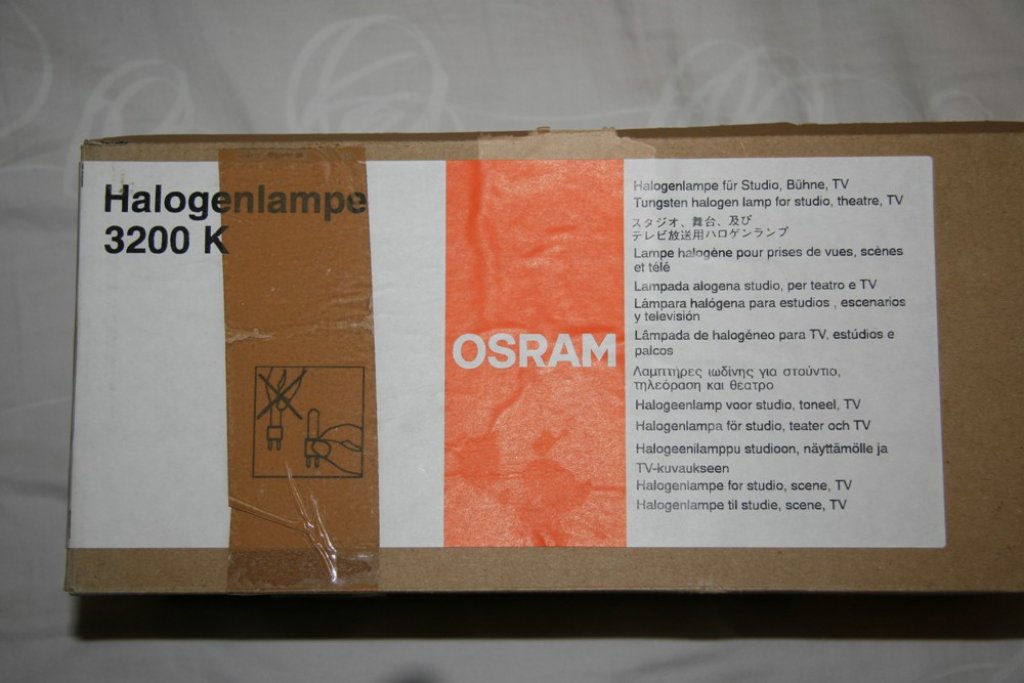 Halogenlampe
3200 K
OSRAM
Halogenlampe für Studio, Bühne, TV
Tungsten halogen lamp for studio, theatre, TV
スタジオ、舞台、及び
テレビ放送用ハロゲンランプ
Lampe halogène pour prises de vues, scènes
et télé
Lampada alogena studio, per teatro e TV
Lámpara halógena para estudios , escenarios
y televisión
Lâmpada de halogéneo para TV, estúdios e
palcos
Λαμπτήρες ιωδίνης για στούντιο,
τηλεόραση και θεατρο
Halogeenlamp voor studio, toneel, TV
Halogenlampa för studio, teater och TV
Halogeenilamppu studioon, näyttämölle ja
TV-kuvaukseen
Halogenlampe for studio, scene, TV
Halogenlampe til studie, scene, TV